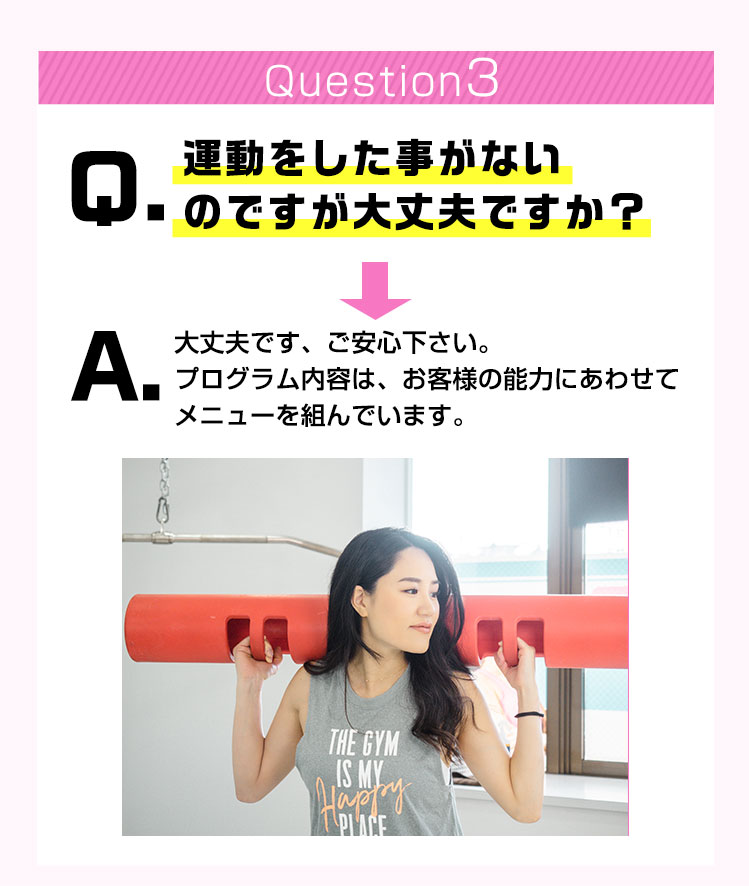 Question3
Q. 運動をした事がない
のですが大丈夫ですか？
A. 大丈夫です、ご安心下さい。
プログラム内容は、お客様の能力にあわせて
メニューを組んでいます。
THE GYM
IS MY
Happy
PLACE